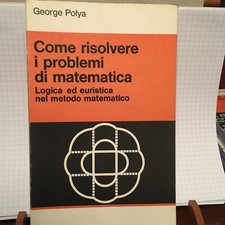 George Polya
Come risolvere
i problemi
di matematica
Logica ed euristica
nel metodo matematico